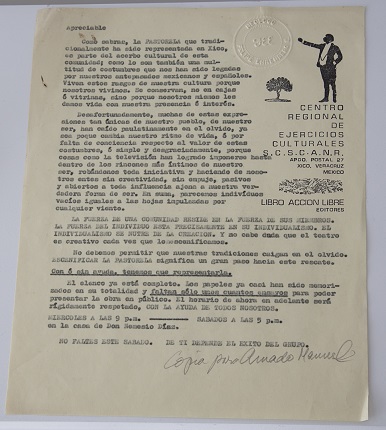 Apreciable
Como sabras, la PASTORELA que tradi-
cionalmente ha sido representada en Xico,
es parte del acerbo cultural de esta
comunidad; como lo son también una mul-
titud de costumbres que nos han sido legadas
por nuestros antepasados mexicanos y españoles.
Viven estos rasgos de nuestra cultura porque
nosotros vivimos. Se conservan, no en cajas
ó vitrinas, sino porque nosotros mismos les
damos vida con nuestra presencia é interés.
Desafortunadamente, muchas de estas expre-
siones tan únicas de nuestro pueblo, de nuestro
ser, han caído paulatinamente en el olvido, ya
sea porque cambia nuestro ritmo de vida, ó por
falta de conciencia respecto al valor de estas
costumbres, ó simple y desgraciadamente, porque
cosas como la televisión han logrado imponerse hasta
dentro de los rincones más íntimos de nuestro
ser, robándonos toda iniciativa y haciendo de noso-
tros entes sin creatividad, sin empuje, pasivos
y abiertos a toda influencia ajena a nuestra ver-
dadera forma de ser. En suma, parecemos individuos
vacíos iguales a las hojas impulsadas por
cualquier viento.
LA FUERZA DE UNA COMUNIDAD RESIDE EN LA FUERZA DE SUS MIEMBROS.
LA FUERZA DEL INDIVIDUO ESTA PRECISAMENTE EN SU INDIVIDUALISMO. EL
INDIVIDUALISMO SE NUTRE DE LA CREACION. Y no cabe duda que el teatro
es creativo cada vez que lo escenificamos.
No debemos permitir que nuestras tradiciones caigan en el olvido.
ESCENIFICAR LA PASTORELA significa un gran paso hacia este rescate.
Con ó sin ayuda, tenemos que representarla.
El elenco ya está completo. Los papeles ya casi han sido memori-
zados en su totalidad y faltan sólo unos cuantos ensayos para poder
presentar la obra en público. El horario de ahora en adelante será
rígidamente respetado, CON LA AYUDA DE TODOS NOSOTROS.
MIERCOLES A LAS 9 p.m. SABADOS A LAS 5 p.m.
en la casa de Don Nemesio Días.
NO FALTES ESTE SABADO. DE TI DEPENDE EL EXITO DEL GRUPO.
Copia para Amado Manuel
CENTRO
REGIONAL
DE
EJERCICIOS
CULTURALES
S.C.S.C.A.N.R.
APDO. POSTAL 27
XICO, VERACRUZ
MEXICO
LIBRO ACCION LIBRE
EDITORES